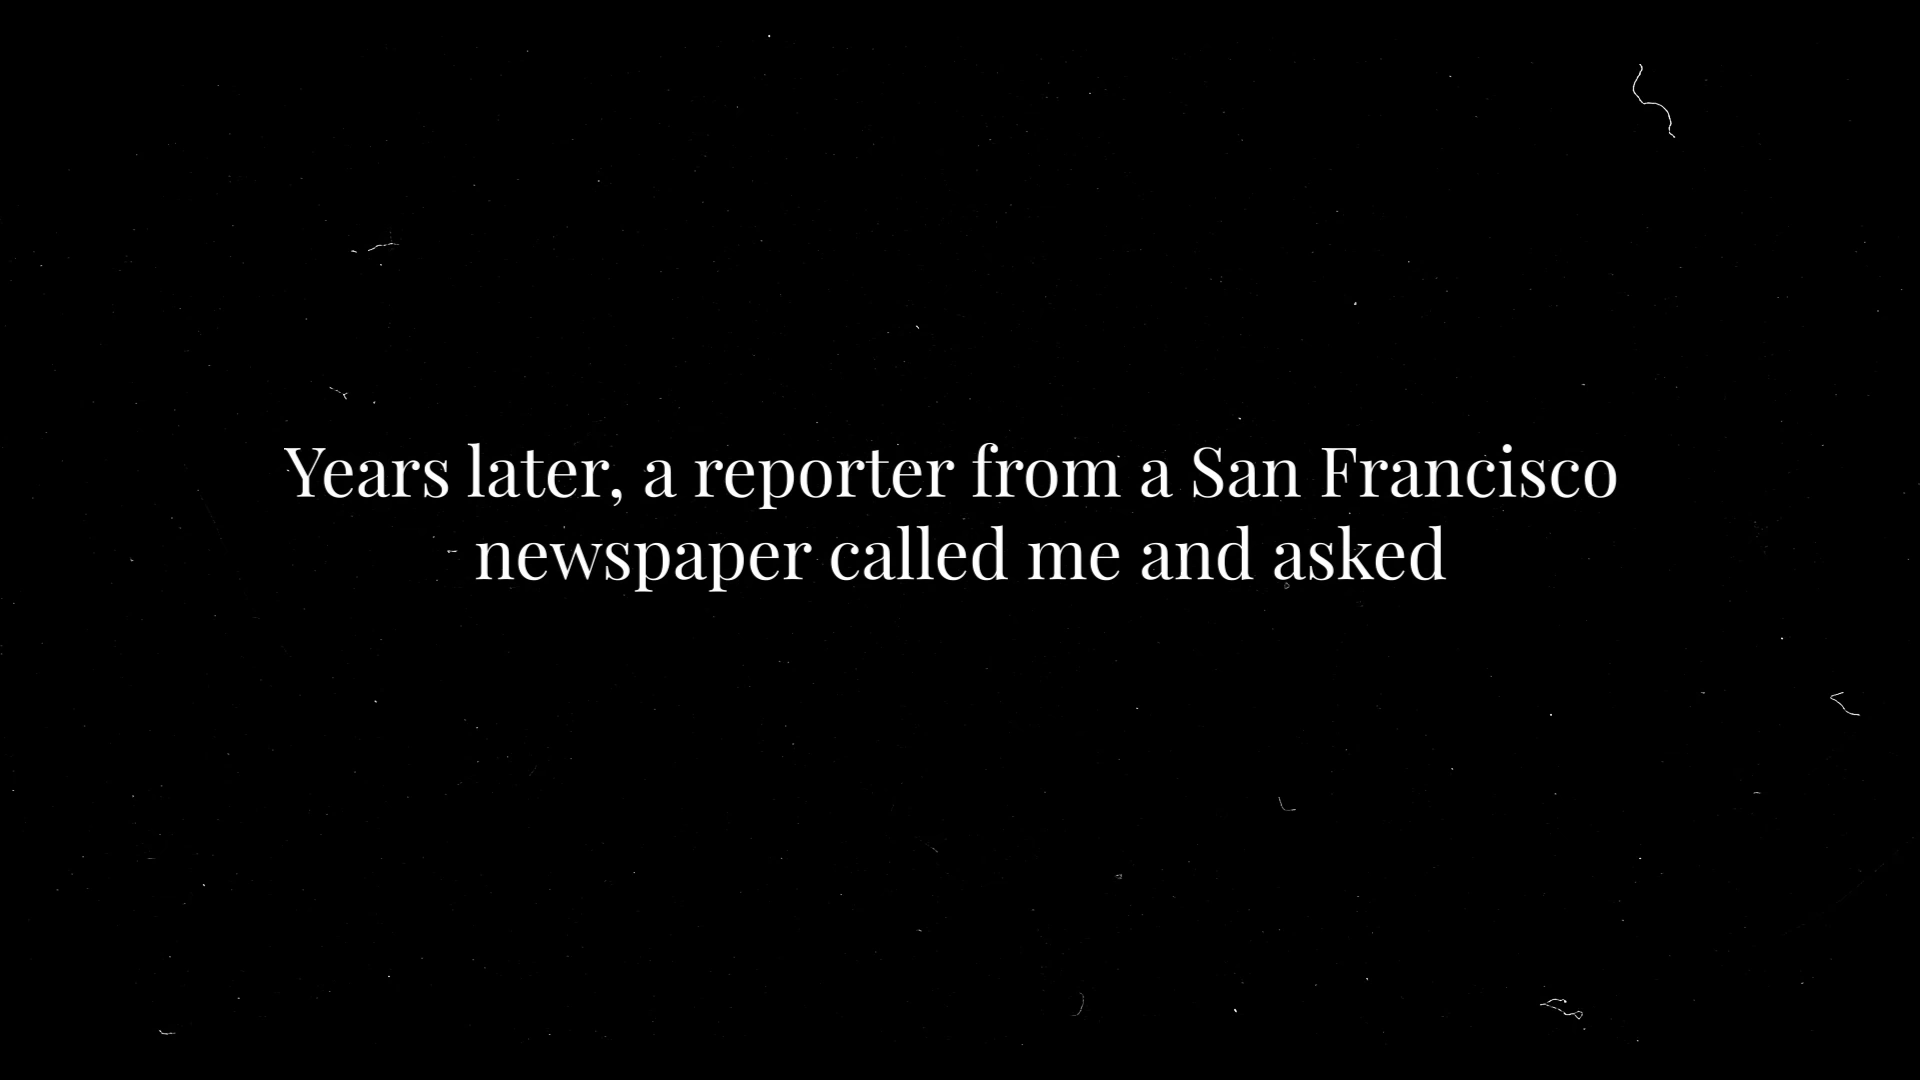 Years later, a reporter from a San Francisco
newspaper called me and asked